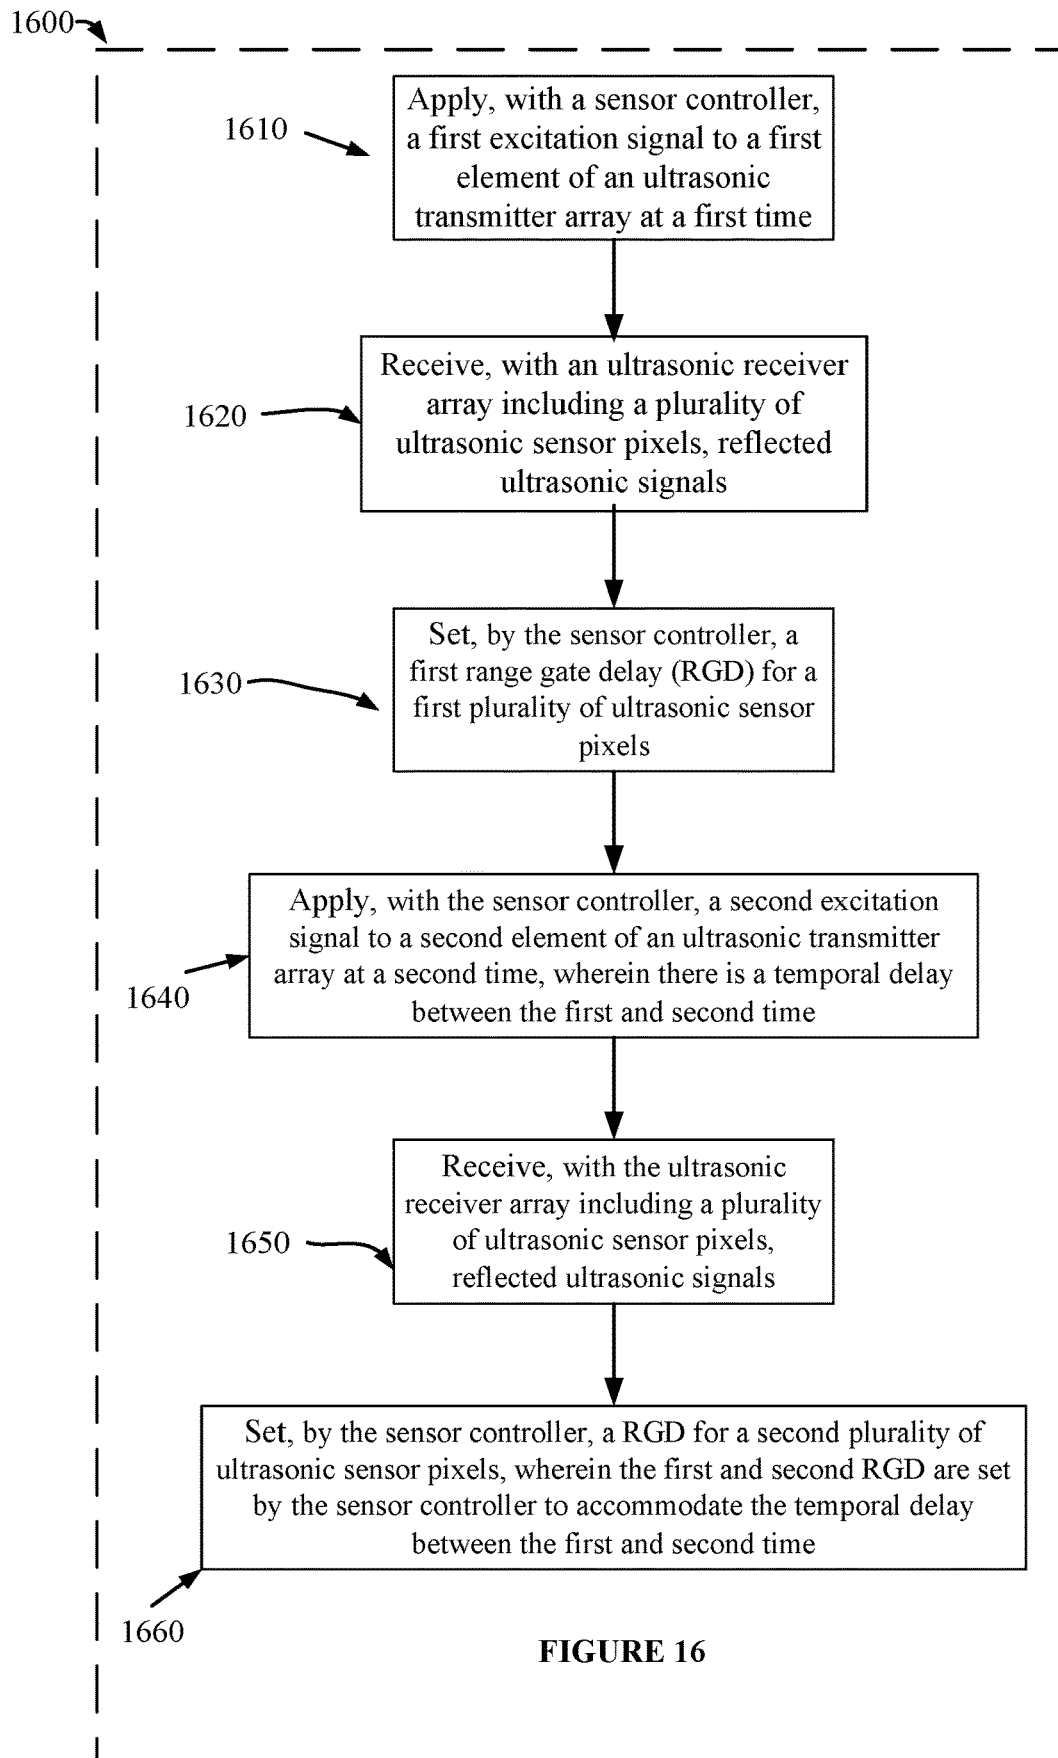 1600
1610
Apply, with a sensor controller,
a first excitation signal to a first
element of an ultrasonic
transmitter array at a first time
1620
Receive, with an ultrasonic receiver
array including a plurality of
ultrasonic sensor pixels, reflected
ultrasonic signals
1630
Set, by the sensor controller, a
first range gate delay (RGD) for a
first plurality of ultrasonic sensor
pixels
1640
Apply, with the sensor controller, a second excitation
signal to a second element of an ultrasonic transmitter
array at a second time, wherein there is a temporal delay
between the first and second time
1650
Receive, with the ultrasonic
receiver array including a plurality
of ultrasonic sensor pixels,
reflected ultrasonic signals
1660
Set, by the sensor controller, a RGD for a second plurality of
ultrasonic sensor pixels, wherein the first and second RGD are set
by the sensor controller to accommodate the temporal delay
between the first and second time
FIGURE 16